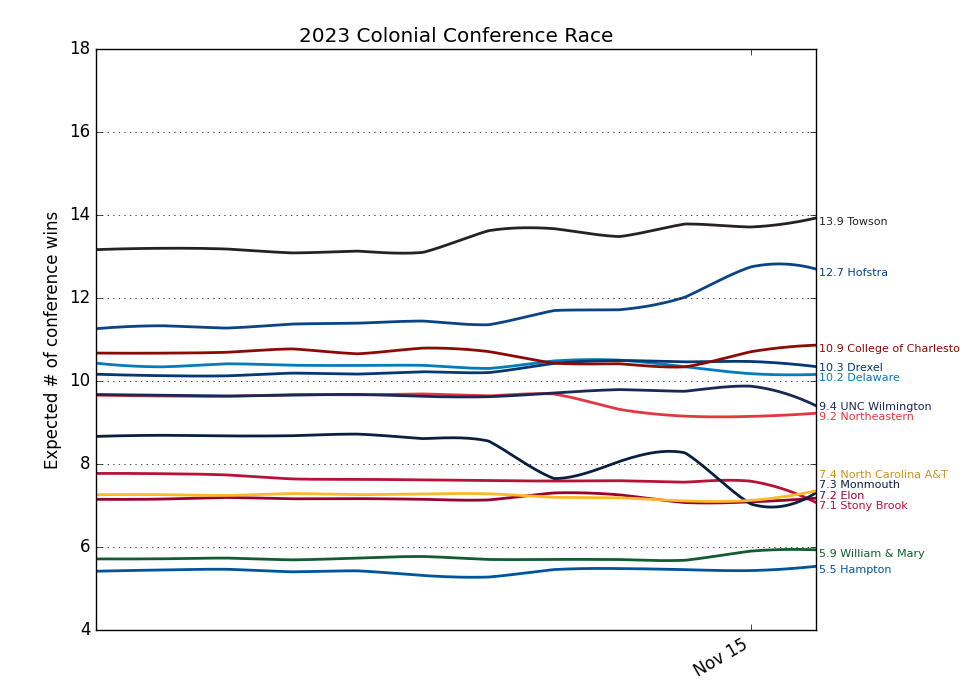 2023 Colonial Conference Race
Expected # of conference wins
18
16
14
12
10
8
6
4
13.9 Towson
12.7 Hofstra
10.9 College of Charlesto
10.3 Drexel
10.2 Delaware
9.4 UNC Wilmington
9.2 Northeastern
7.4 North Carolina A&T
7.3 Monmouth
7.2 Elon
7.1 Stony Brook
5.9 William & Mary
5.5 Hampton
Nov 15